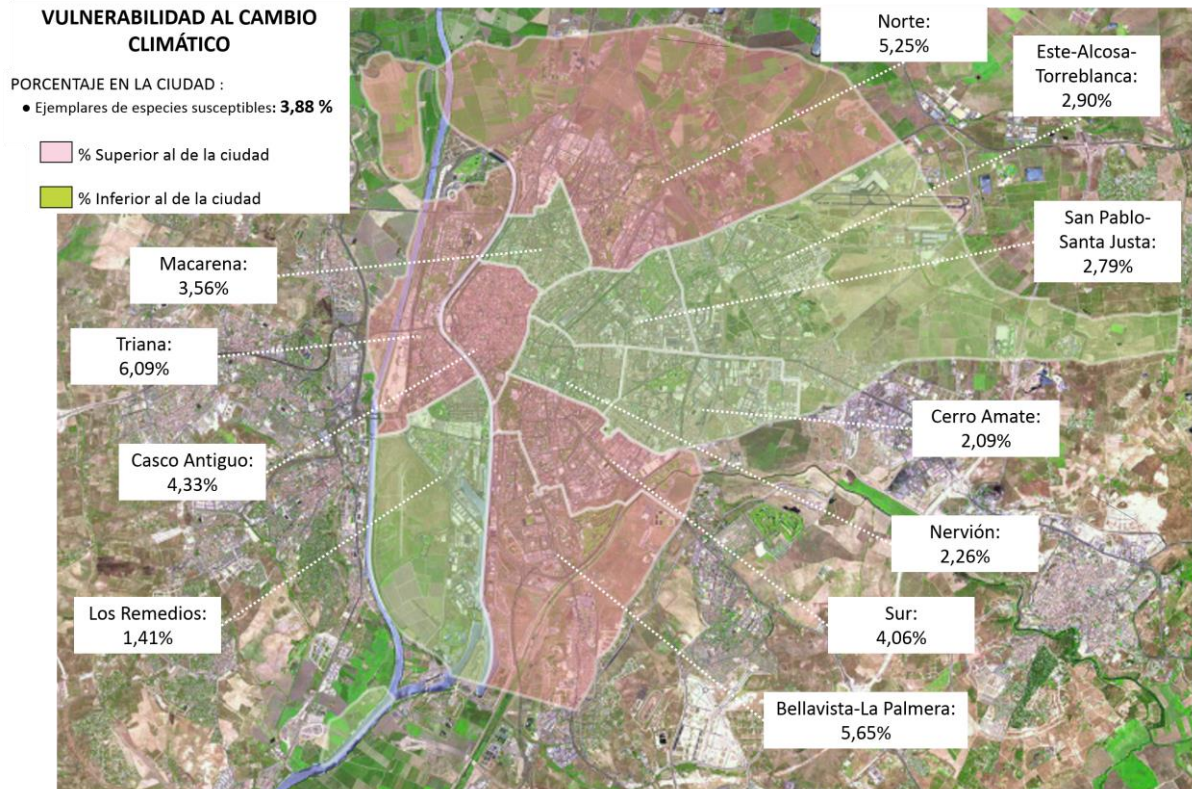 VULNERABILIDAD AL CAMBIO
CLIMÁTICO
PORCENTAJE EN LA CIUDAD :
● Ejemplares de especies susceptibles: 3,88 %
% Superior al de la ciudad
% Inferior al de la ciudad
Norte:
5,25%
Este-Alcosa-
Torreblanca:
2,90%
San Pablo-
Santa Justa:
2,79%
Macarena:
3,56%
Triana:
6,09%
Casco Antiguo:
4,33%
Cerro Amate:
2,09%
Nervión:
2,26%
Los Remedios:
1,41%
Sur:
4,06%
Bellavista-La Palmera:
5,65%